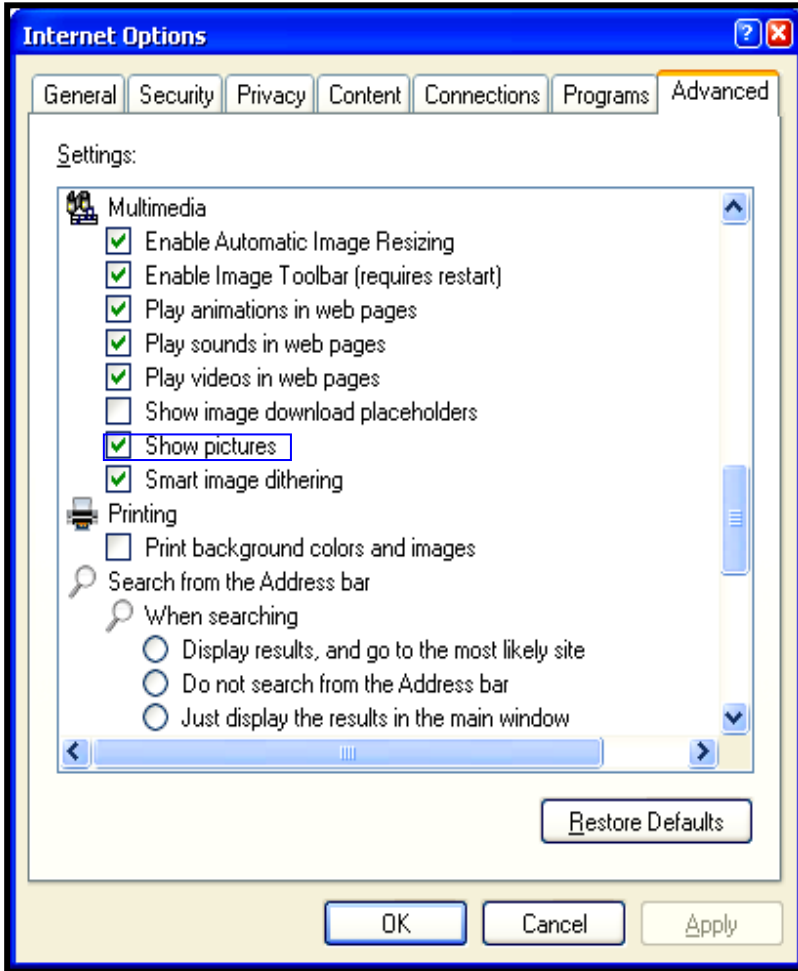 Internet Options
General Security Privacy Content Connections Programs Advanced
Settings:
Multimedia
Enable Automatic Image Resizing
Enable Image Toolbar (requires restart)
Play animations in web pages
Play sounds in web pages
Play videos in web pages
Show image download placeholders
Show pictures
Smart image dithering
Printing
Print background colors and images
Search from the Address bar
When searching
Display results, and go to the most likely site
Do not search from the Address bar
Just display the results in the main window
Restore Defaults
OK Cancel Apply